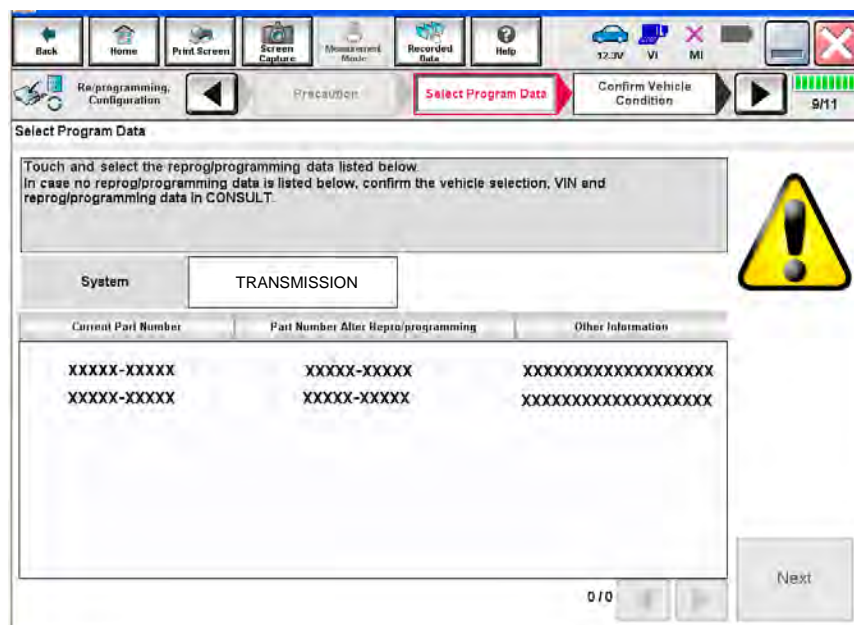 Back
Home
Print Screen
Screen
Capture
Measurement
Mode
Recorded
Data
Help
12.3V
VI
MI
Re/programming,
Configuration
Precaution
Select Program Data
Confirm Vehicle
Condition
9/11
Select Program Data
Touch and select the reprog/programming data listed below.
In case no reprog/programming data is listed below, confirm the vehicle selection, VIN and
reprog/programming data in CONSULT.
System
TRANSMISSION
Current Part Number
Part Number After Repro/programming
Other Information
XXXXX-XXXXX
XXXXX-XXXXX
XXXXXXXXXXXXXXXXXXX
XXXXX-XXXXX
XXXXX-XXXXX
XXXXXXXXXXXXXXXXXXX
0/0
Next